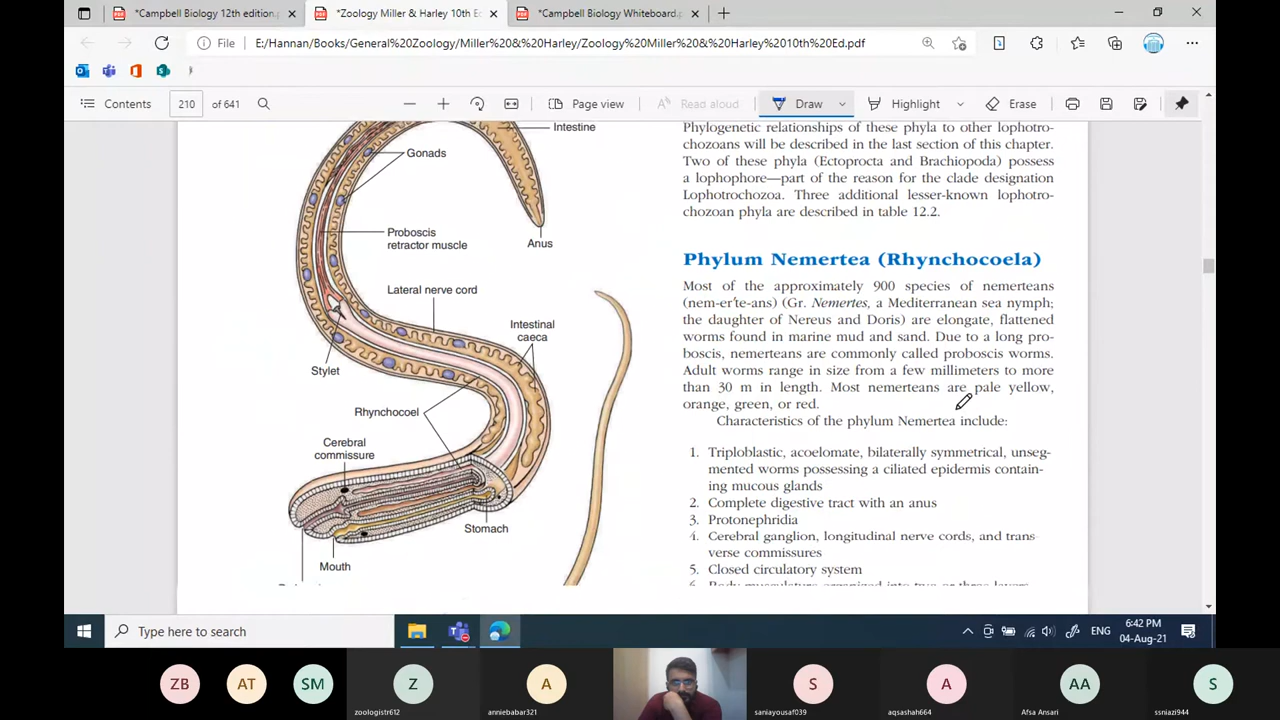 *Campbell Biology 12th edition.p
*Zoology Miller & Harley 10th Ec
*Campbell Biology Whiteboard.p
File
E:/Hannan/Books/General%20Zoology/Miller%20&%20Harley/Zoology%20Miller%20&%20Harley%2010th%20Ed.pdf
Contents
210
of 641
Page view
Read aloud
Draw
Highlight
Erase
Intestine
Gonads
Proboscis
retractor muscle
Anus
Lateral nerve cord
Intestinal
caeca
Stylet
Rhynchocoel
Cerebral
commissure
Stomach
Mouth
Phylogenetic relationships of these phyla to other lophotro-
chozoans will be described in the last section of this chapter.
Two of these phyla (Ectoprocta and Brachiopoda) possess
a lophophore—part of the reason for the clade designation
Lophotrochozoa. Three additional lesser-known lophotro-
chozoan phyla are described in table 12.2.
Phylum Nemertea (Rhynchocoela)
Most of the approximately 900 species of nemerteans
(nem-er′te-ans) (Gr. Nemertes, a Mediterranean sea nymph;
the daughter of Nereus and Doris) are elongate, flattened
worms found in marine mud and sand. Due to a long pro-
boscis, nemerteans are commonly called proboscis worms.
Adult worms range in size from a few millimeters to more
than 30 m in length. Most nemerteans are pale yellow,
orange, green, or red.
Characteristics of the phylum Nemertea include:
1. Triploblastic, acoelomate, bilaterally symmetrical, unseg-
mented worms possessing a ciliated epidermis contain-
ing mucous glands
2. Complete digestive tract with an anus
3. Protonephridia
4. Cerebral ganglion, longitudinal nerve cords, and trans-
verse commissures
5. Closed circulatory system
6. Body musculature organized into two or three layers
Type here to search
ENG
6:42 PM
04-Aug-21
ZB
AT
SM
Z
A
S
A
AA
S
zoologistr612
anniebabar321
saniayousaf039
aqsashah664
Afsa Ansari
ssniazi944